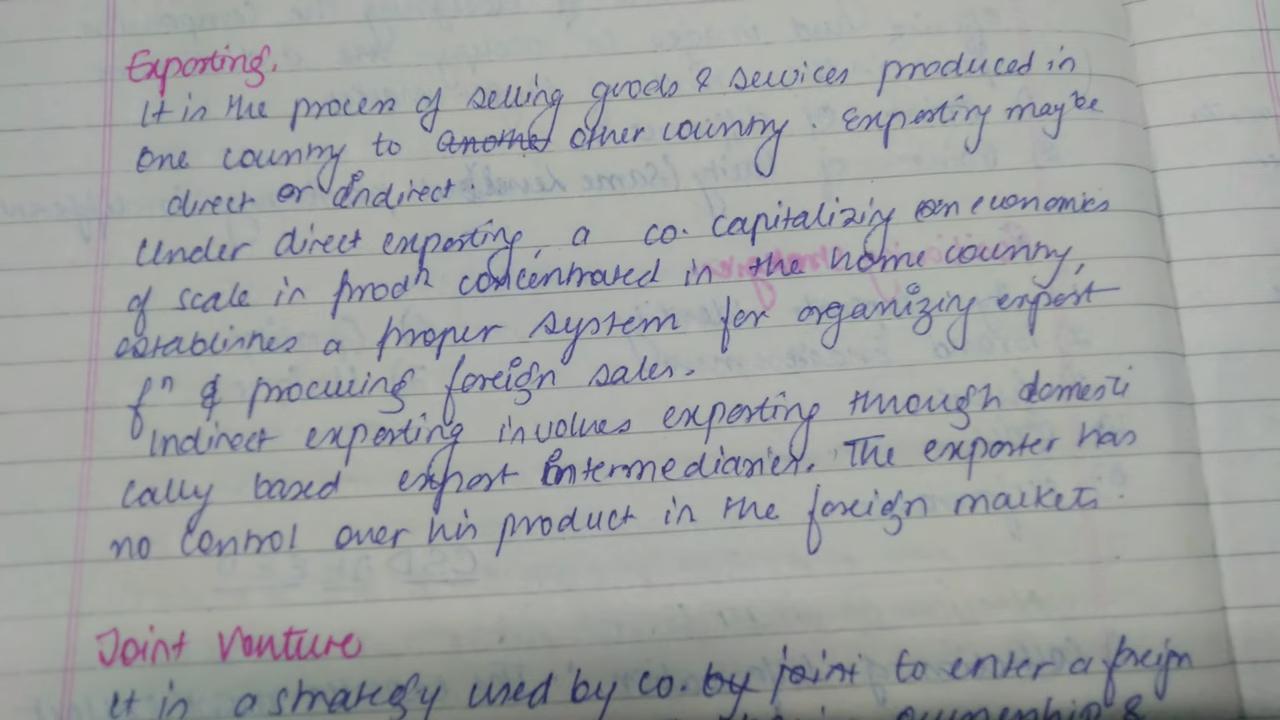 Exporting.
It is the process of selling goods & services produced in
one country to another other country. Exporting maybe
direct or indirect.
Under direct exporting, a co. capitalizing on economics
of scale in prodn concentrated in the home country,
establishes a proper system for organizing export
fn & procuring foreign sales.
Indirect exporting involves exporting through domesti
cally based export intermediaries. The exporter has
no control over his product in the foreign markets.
Joint Venture
It is a strategy used by co. by joint to enter a foreign
ownership &